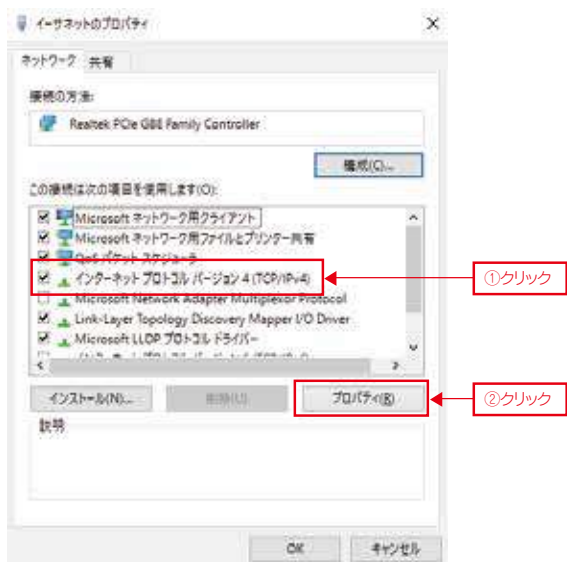 イーサネットのプロパティ
ネットワーク 共有
接続の方法:
Realtek PCIe GBE Family Controller
構成(C)...
この接続は次の項目を使用します(O):
Microsoft ネットワーク用クライアント
Microsoft ネットワーク用ファイルとプリンター共有
QoS パケット スケジューラ
インターネット プロトコル バージョン 4 (TCP/IPv4)
①クリック
Microsoft Network Adapter Multiplexor Protocol
Link-Layer Topology Discovery Mapper I/O Driver
Microsoft LLDP プロトコル ドライバー
インストール(N)...
削除(U)
プロパティ(R)
②クリック
説明
OK
キャンセル